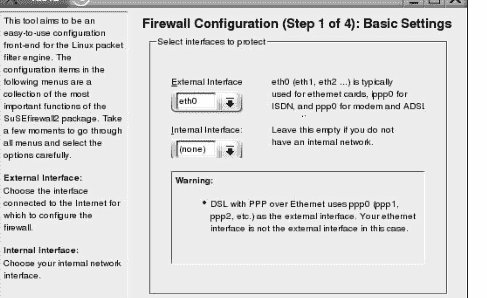 This tool aims to be an
easy-to-use configuration
front-end for the Linux packet
filter engine. The
configuration items in the
following menus are a
collection of the most
important functions of the
SuSEfirewall2 package. Take
a few moments to go through
all menus and select the
options carefully.
External Interface:
Choose the interface
connected to the Internet for
which to configure the
firewall.
Internal Interface:
Choose your internal network
interface.
Firewall Configuration (Step 1 of 4): Basic Settings
Select interfaces to protect
External Interface
eth0
eth0 (eth1, eth2 ...) is typically
used for ethernet cards, ippp0 for
ISDN, and ppp0 for modem and ADSL
Internal Interface:
(none)
Leave this empty if you do not
have an internal network.
Warning:
• DSL with PPP over Ethernet uses ppp0 (ppp1,
ppp2, etc.) as the external interface. Your ethernet
interface is not the external interface in this case.